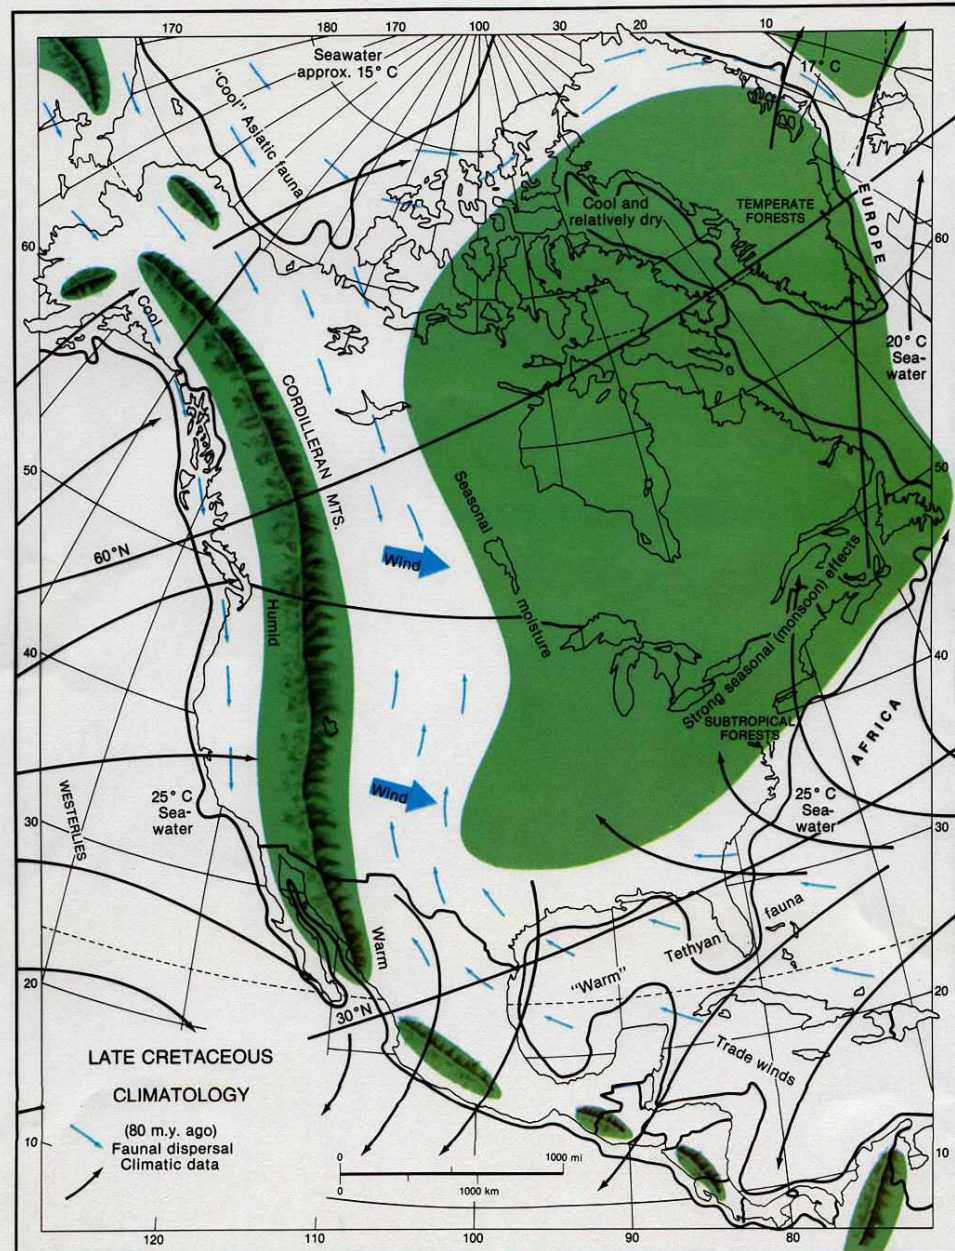 170
180
170
100
30
20
10
Seawater
approx. 15° C
17° C
"Cool" Asiatic fauna
Cool and
relatively dry
TEMPERATE
FORESTS
EUROPE
60
60
Cool
20° C
Sea-
water
CORDILLERAN MTS.
50
50
Seasonal moisture
60°N
Wind
Humid
Strong seasonal (monsoon) effects
40
40
SUBTROPICAL
FORESTS
AFRICA
WESTERLIES
25° C
Sea-
water
Wind
25° C
Sea-
water
30
30
Warm
"Warm" Tethyan fauna
20
20
30°N
Trade winds
LATE CRETACEOUS
CLIMATOLOGY
(80 m.y. ago)
Faunal dispersal
Climatic data
10
10
0
1000 mi
0
1000 km
120
110
100
90
80